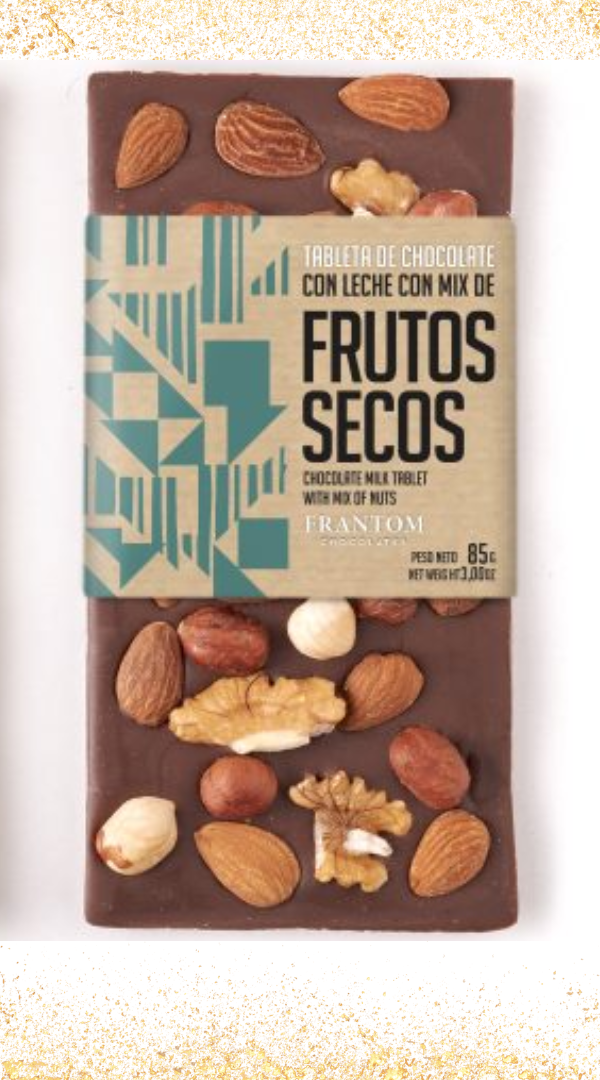 TABLETA DE CHOCOLATE
CON LECHE CON MIX DE
FRUTOS
SECOS
CHOCOLATE MILK TABLET
WITH MIX OF NUTS
FRANTOM
CHOCOLATES
PESO NETO 85G
NET WEIGHT 3,00OZ